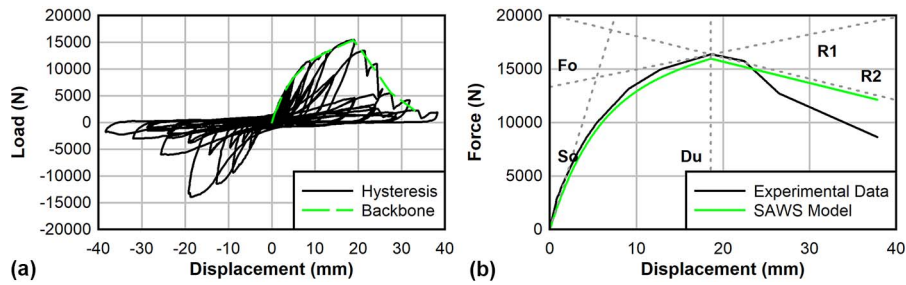 20000
15000
10000
5000
0
-5000
-10000
-15000
-20000
Load (N)
-40 -30 -20 -10 0 10 20 30 40
Displacement (mm)
Hysteresis
Backbone
(a)
20000
15000
10000
5000
0
Force (N)
0 10 20 30 40
Displacement (mm)
Fo
So
Du
R1
R2
Experimental Data
SAWS Model
(b)